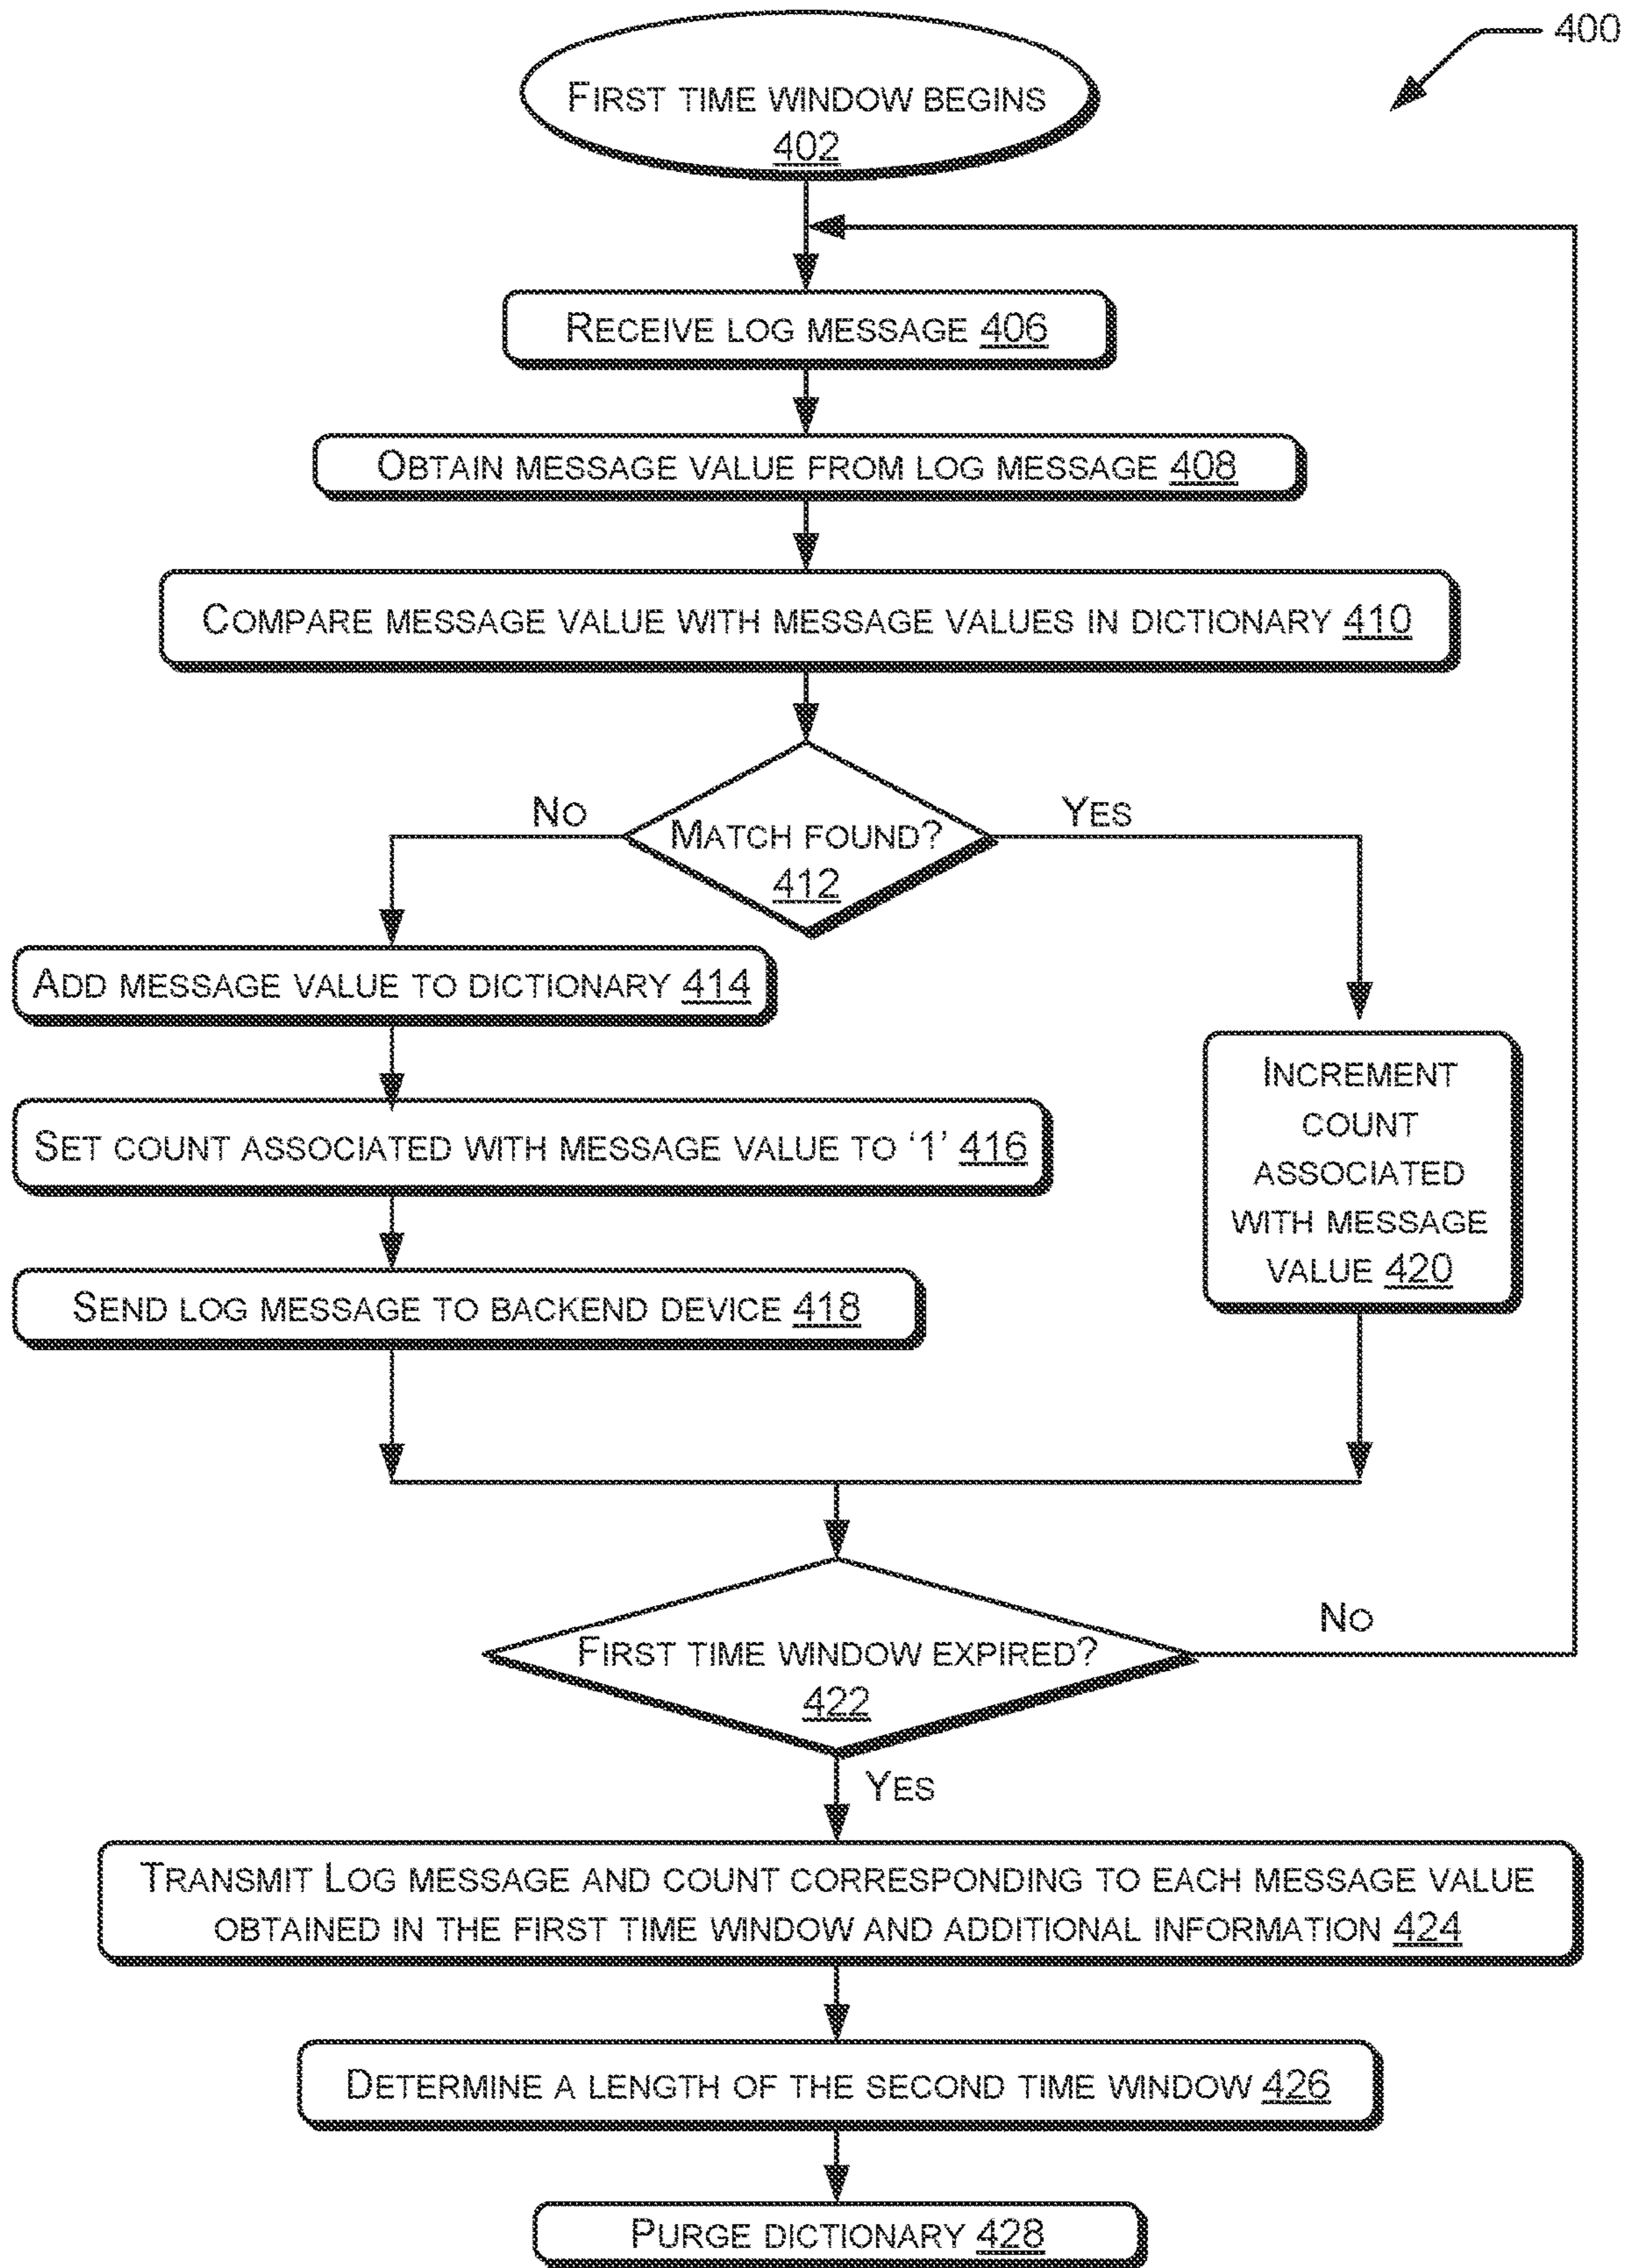 400
First time window begins
402
Receive log message 406
Obtain message value from log message 408
Compare message value with message values in dictionary 410
No
Yes
Match found?
412
Add message value to dictionary 414
Set count associated with message value to ‘1’ 416
Send log message to backend device 418
Increment
count
associated
with message
value 420
First time window expired?
422
No
Yes
Transmit Log message and count corresponding to each message value
obtained in the first time window and additional information 424
Determine a length of the second time window 426
Purge dictionary 428